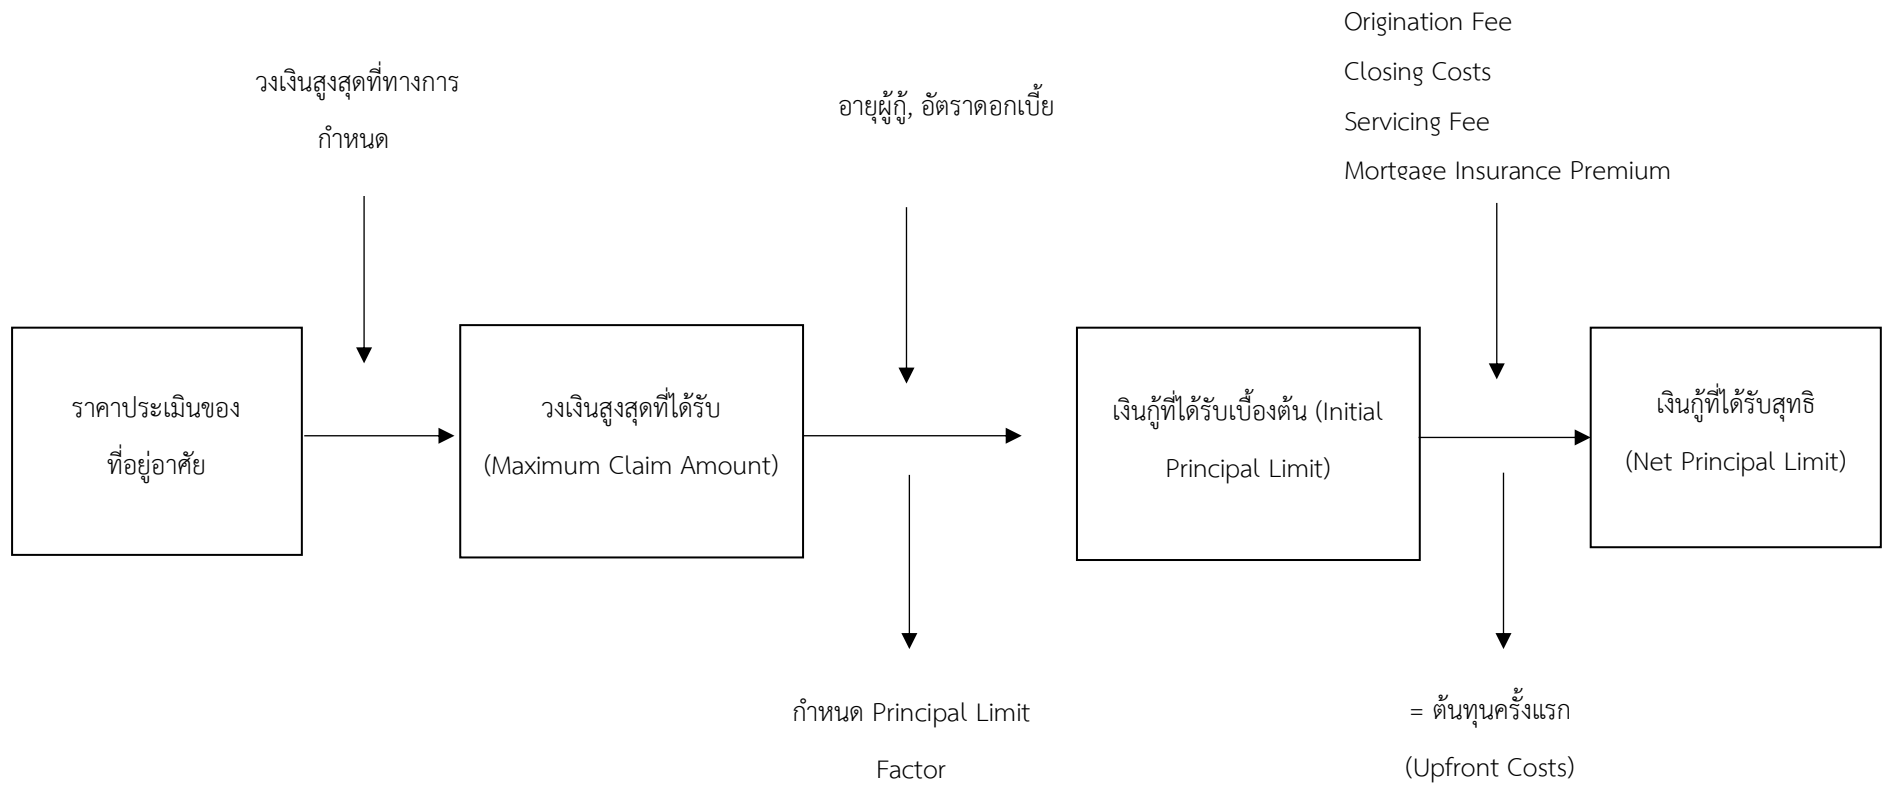 Origination Fee
Closing Costs
Servicing Fee
Mortgage Insurance Premium
วงเงินสูงสุดที่ทางการ
กำหนด
อายุผู้กู้, อัตราดอกเบี้ย
ราคาประเมินของ
ที่อยู่อาศัย
วงเงินสูงสุดที่ได้รับ
(Maximum Claim Amount)
เงินกู้ที่ได้รับเบื้องต้น (Initial
Principal Limit)
เงินกู้ที่ได้รับสุทธิ
(Net Principal Limit)
กำหนด Principal Limit
Factor
= ต้นทุนครั้งแรก
(Upfront Costs)